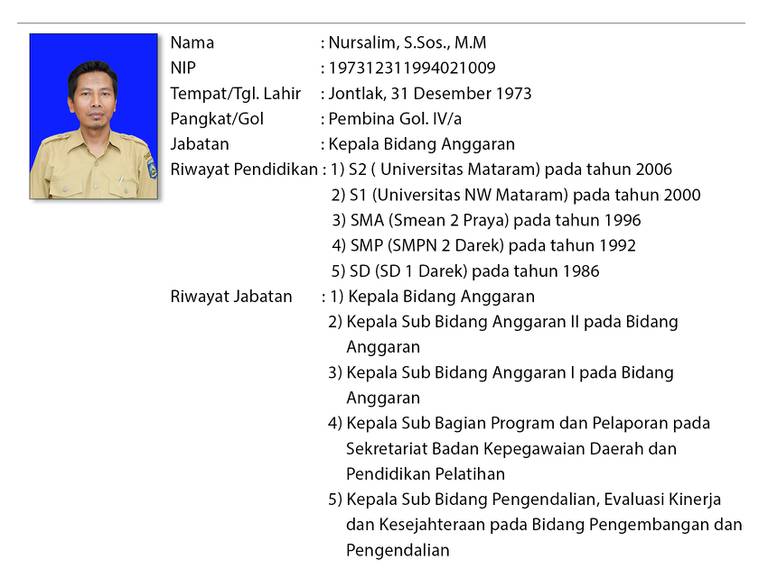 Nama : Nursalim, S.Sos., M.M
NIP : 197312311994021009
Tempat/Tgl. Lahir : Jontlak, 31 Desember 1973
Pangkat/Gol : Pembina Gol. IV/a
Jabatan : Kepala Bidang Anggaran
Riwayat Pendidikan : 1) S2 ( Universitas Mataram) pada tahun 2006
2) S1 (Universitas NW Mataram) pada tahun 2000
3) SMA (Smean 2 Praya) pada tahun 1996
4) SMP (SMPN 2 Darek) pada tahun 1992
5) SD (SD 1 Darek) pada tahun 1986
Riwayat Jabatan : 1) Kepala Bidang Anggaran
2) Kepala Sub Bidang Anggaran II pada Bidang
Anggaran
3) Kepala Sub Bidang Anggaran I pada Bidang
Anggaran
4) Kepala Sub Bagian Program dan Pelaporan pada
Sekretariat Badan Kepegawaian Daerah dan
Pendidikan Pelatihan
5) Kepala Sub Bidang Pengendalian, Evaluasi Kinerja
dan Kesejahteraan pada Bidang Pengembangan dan
Pengendalian